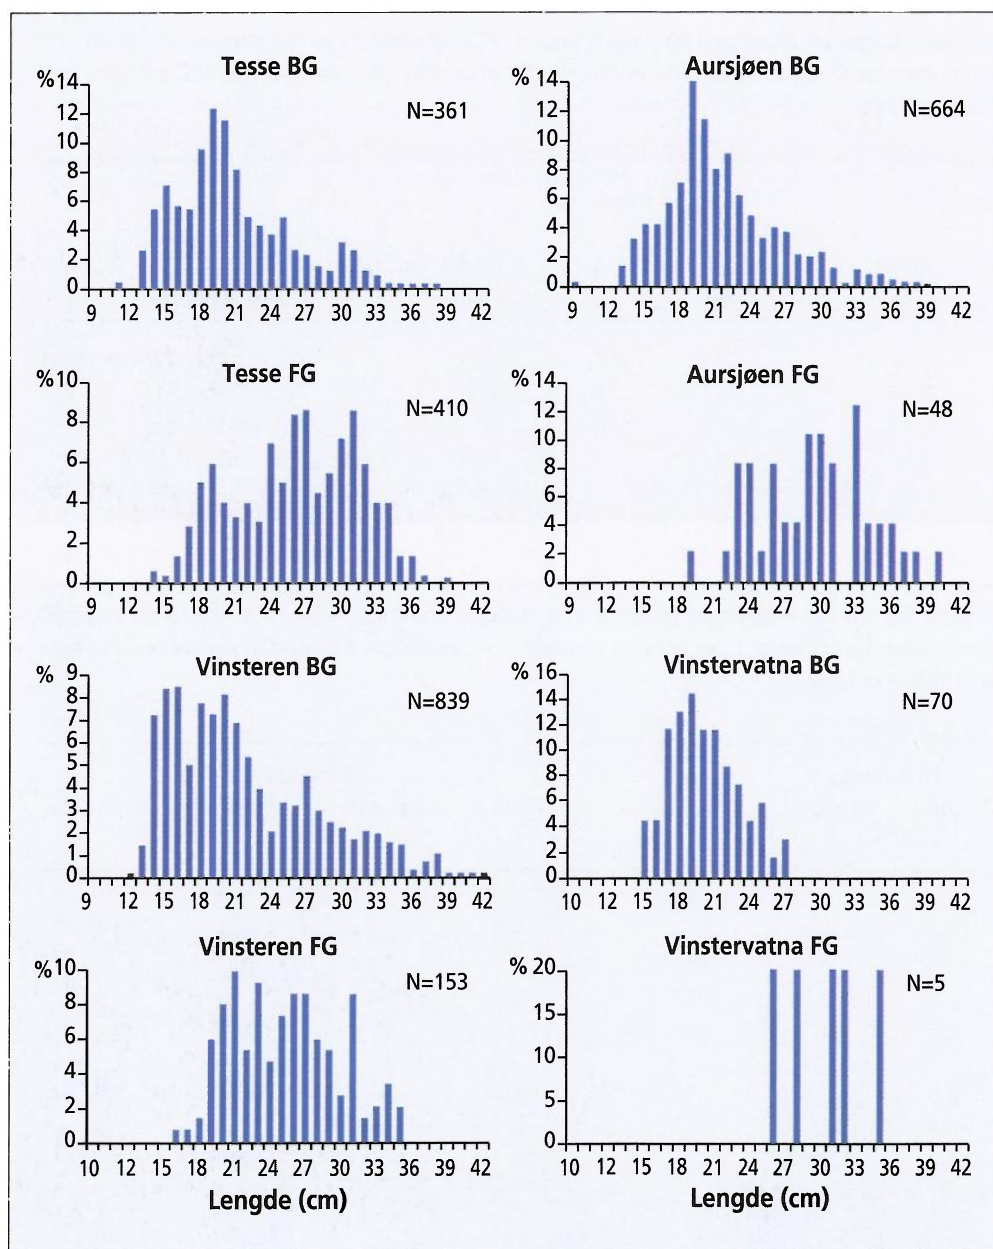 Tesse BG
%14
12
10
8
6
4
2
0
N=361
9 12 15 18 21 24 27 30 33 36 39 42
Aursjøen BG
% 14
12
10
8
6
4
2
0
N=664
9 12 15 18 21 24 27 30 33 36 39 42
Tesse FG
%10
8
6
4
2
0
N=410
9 12 15 18 21 24 27 30 33 36 39 42
Aursjøen FG
% 14
12
10
8
6
4
2
0
N=48
9 12 15 18 21 24 27 30 33 36 39 42
Vinsteren BG
% 9
8
7
6
5
4
3
2
1
0
N=839
9 12 15 18 21 24 27 30 33 36 39 42
Vinstervatna BG
% 16
14
12
10
8
6
4
2
0
N=70
10 12 15 18 21 24 27 30 33 36 39 42
Vinsteren FG
%10
8
6
4
2
0
N=153
10 12 15 18 21 24 27 30 33 36 39 42
Lengde (cm)
Vinstervatna FG
% 20
15
10
5
0
N=5
10 12 15 18 21 24 27 30 33 36 39 42
Lengde (cm)